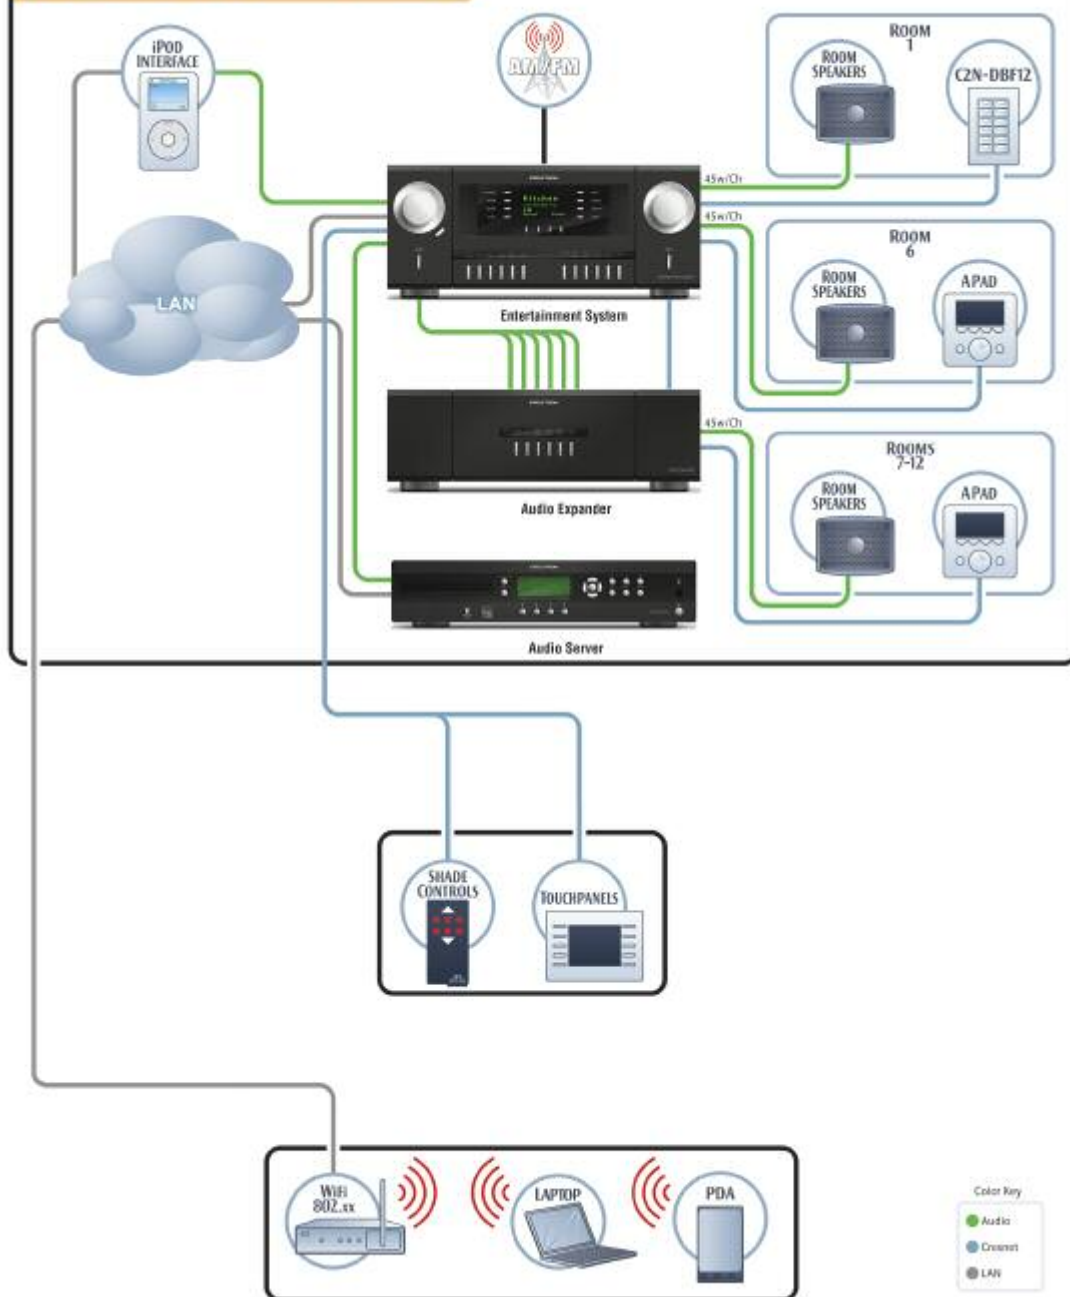 iPOD
INTERFACE
AM/FM
ROOM
1
ROOM
SPEAKERS
C2N-DBF12
45w/Ch
Kitchen
LAN
Entertainment System
45w/Ch
ROOM
6
ROOM
SPEAKERS
APAD
Audio Expander
45w/Ch
ROOMS
7-12
ROOM
SPEAKERS
APAD
Audio Server
SHADE
CONTROLS
TOUCHPANELS
WiFi
802.xx
LAPTOP
PDA
Color Key
Audio
Cresnet
LAN